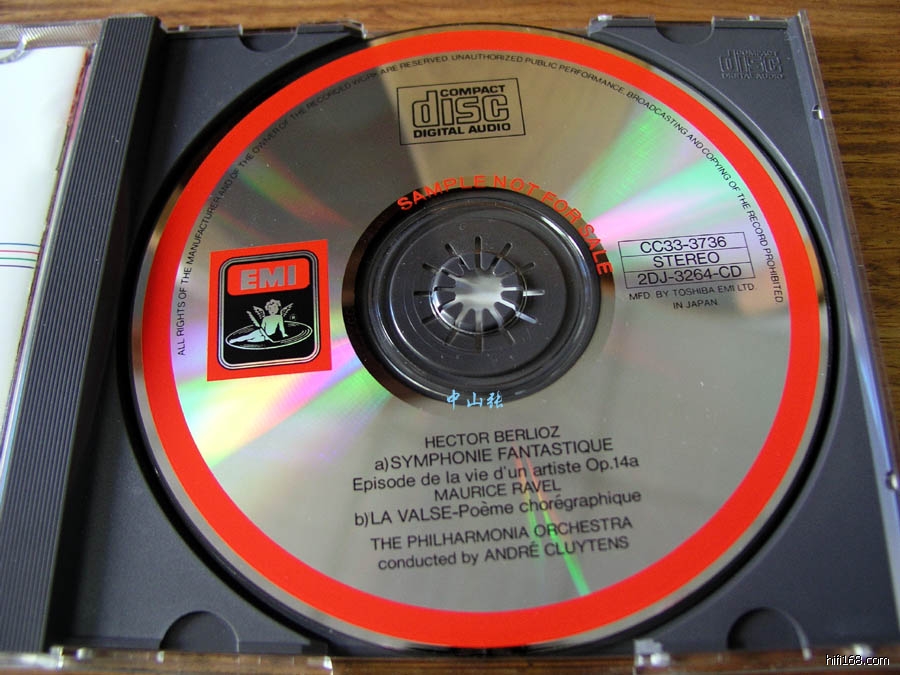 COMPACT
disc
DIGITAL AUDIO
ALL RIGHTS OF THE MANUFACTURER AND OF THE OWNER OF THE RECORDED WORK ARE RESERVED. UNAUTHORIZED PUBLIC PERFORMANCE, BROADCASTING AND COPYING OF THE RECORD PROHIBITED
COMPACT
disc
DIGITAL AUDIO
SAMPLE NOT FOR SALE
EMI
CC33-3736
STEREO
2DJ-3264-CD
MFD. BY TOSHIBA EMI LTD.
IN JAPAN
中山张
HECTOR BERLIOZ
a)SYMPHONIE FANTASTIQUE
Episode de la vie d'un artiste Op.14a
MAURICE RAVEL
b)LA VALSE-Poème chorégraphique
THE PHILHARMONIA ORCHESTRA
conducted by ANDRÉ CLUYTENS
hifi168.com